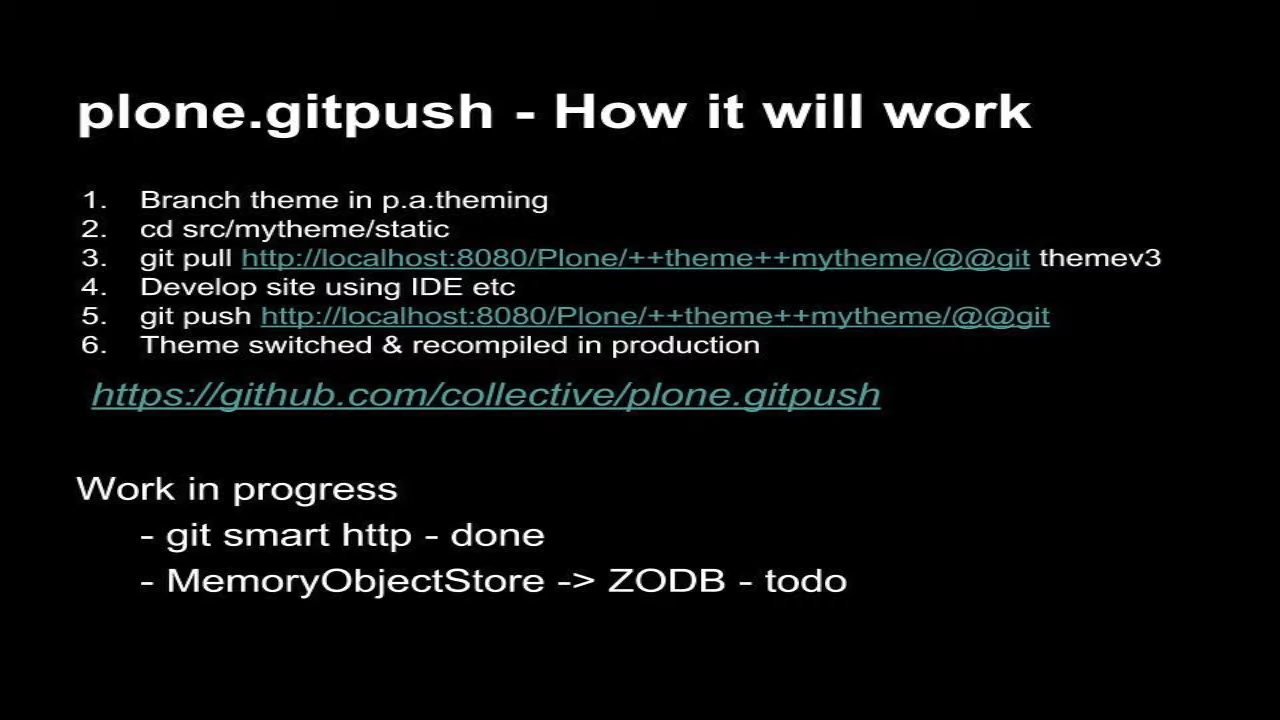 plone.gitpush - How it will work
1. Branch theme in p.a.theming
2. cd src/mytheme/static
3. git pull http://localhost:8080/Plone/++theme++mytheme/@@git themev3
4. Develop site using IDE etc
5. git push http://localhost:8080/Plone/++theme++mytheme/@@git
6. Theme switched & recompiled in production
https://github.com/collective/plone.gitpush
Work in progress
- git smart http - done
- MemoryObjectStore -> ZODB - todo